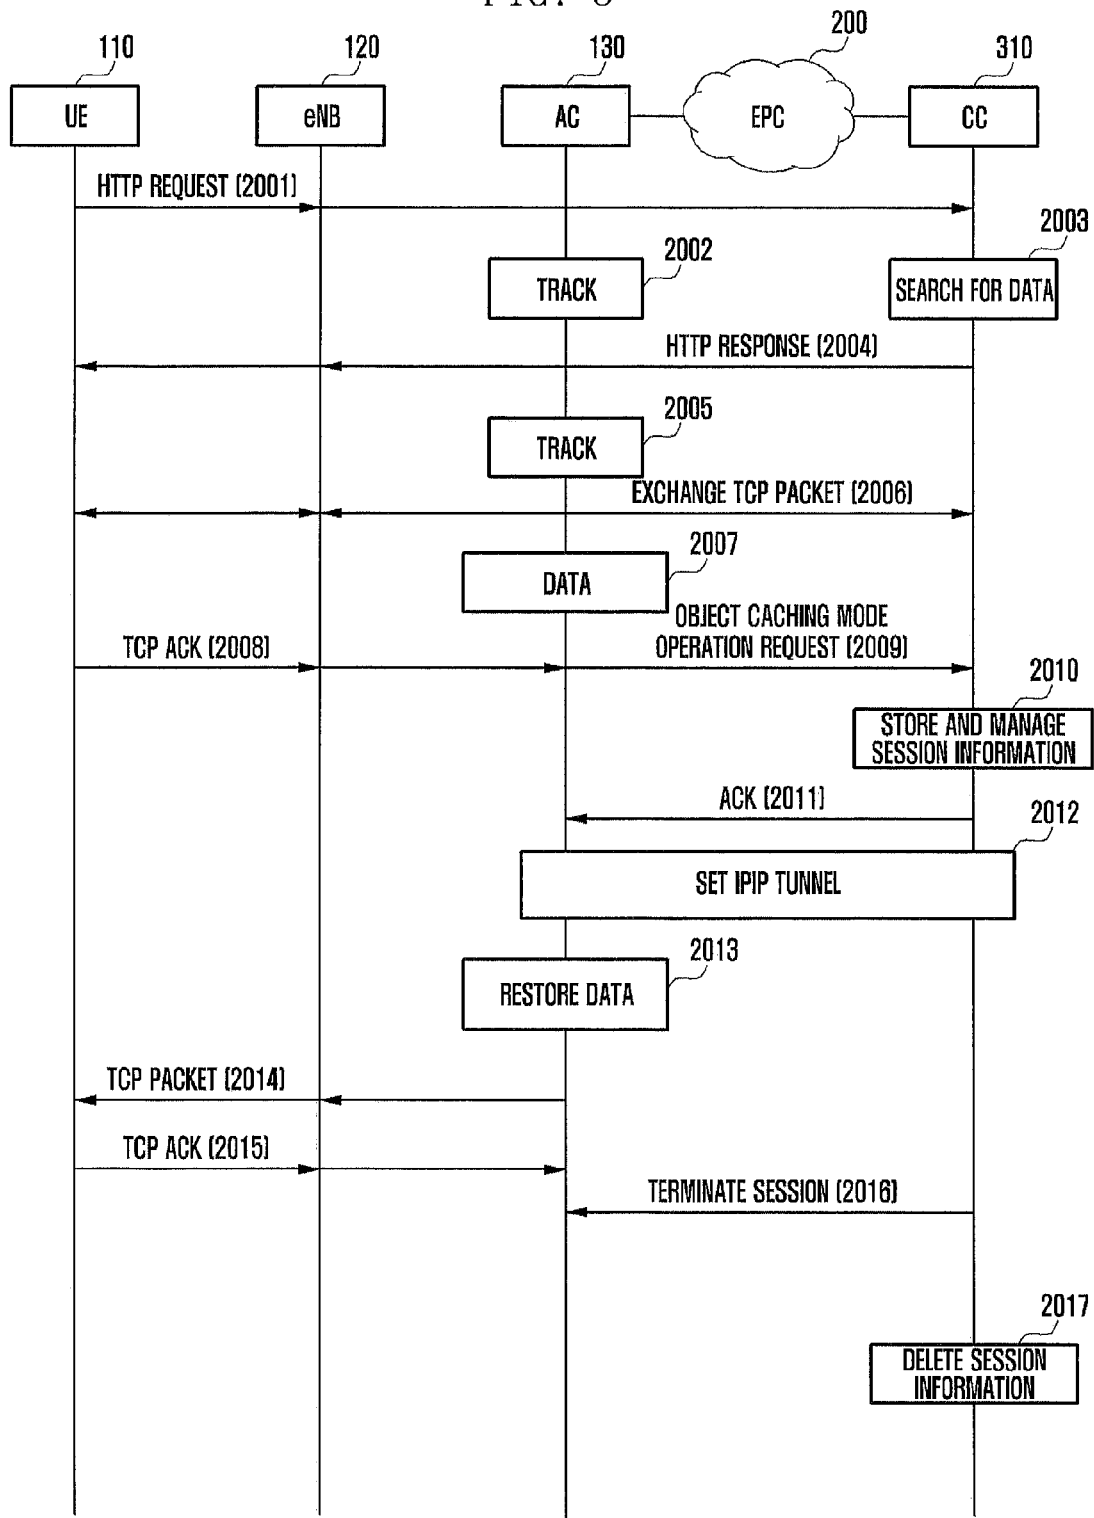 110
120
130
200
310
UE
eNB
AC
EPC
CC
HTTP REQUEST (2001)
2003
2002
SEARCH FOR DATA
TRACK
HTTP RESPONSE (2004)
2005
TRACK
EXCHANGE TCP PACKET (2006)
2007
DATA
OBJECT CACHING MODE
TCP ACK (2008)
OPERATION REQUEST (2009)
2010
STORE AND MANAGE
SESSION INFORMATION
ACK (2011)
2012
SET IPIP TUNNEL
2013
RESTORE DATA
TCP PACKET (2014)
TCP ACK (2015)
TERMINATE SESSION (2016)
2017
DELETE SESSION
INFORMATION